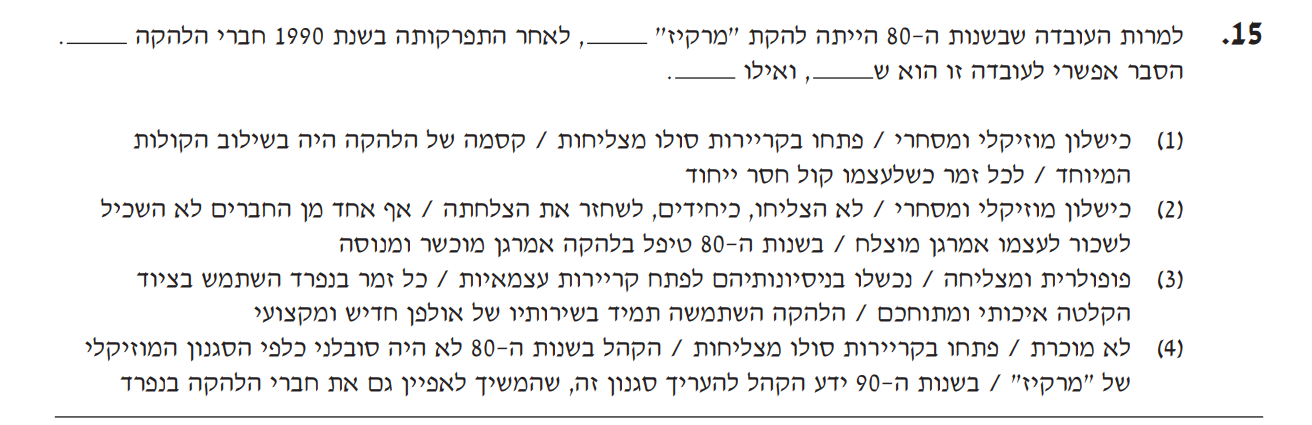 15. למרות העובדה שבשנות ה-80 הייתה להקת "מרקיז" _____, לאחר התפרקותה בשנת 1990 חברי הלהקה _____.
הסבר אפשרי לעובדה זו הוא ש_____, ואילו _____.
(1) כישלון מוזיקלי ומסחרי / פתחו בקריירות סולו מצליחות / קסמה של הלהקה היה בשילוב הקולות
המיוחד / לכל זמר כשלעצמו קול חסר ייחוד
(2) כישלון מוזיקלי ומסחרי / לא הצליחו, כיחידים, לשחזר את הצלחתה / אף אחד מן החברים לא השכיל
לשכור לעצמו אמרגן מוצלח / בשנות ה-80 טיפל בלהקה אמרגן מוכשר ומנוסה
(3) פופולרית ומצליחה / נכשלו בניסיונותיהם לפתח קריירות עצמאיות / כל זמר בנפרד השתמש בציוד
הקלטה איכותי ומתוחכם / הלהקה השתמשה תמיד בשירותיו של אולפן חדיש ומקצועי
(4) לא מוכרת / פתחו בקריירות סולו מצליחות / הקהל בשנות ה-80 לא היה סובלני כלפי הסגנון המוזיקלי
של "מרקיז" / בשנות ה-90 ידע הקהל להעריך סגנון זה, שהמשיך לאפיין גם את חברי הלהקה בנפרד